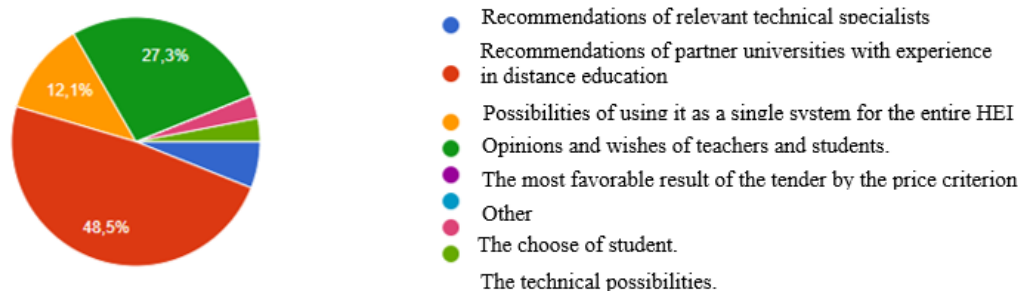 27,3%
12,1%
48,5%
Recommendations of relevant technical specialists
Recommendations of partner universities with experience
in distance education
Possibilities of using it as a single system for the entire HEI
Opinions and wishes of teachers and students.
The most favorable result of the tender by the price criterion
Other
The choose of student.
The technical possibilities.